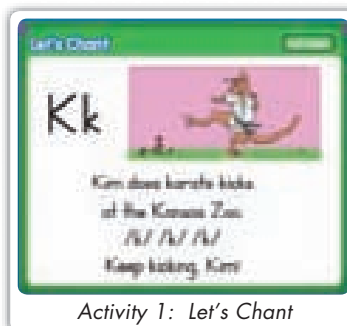 Let's Chant
Kk
Kim does karate kicks
at the Kansas Zoo.
/k/ /k/ /k/
Keep kicking, Kim!
Activity 1: Let's Chant